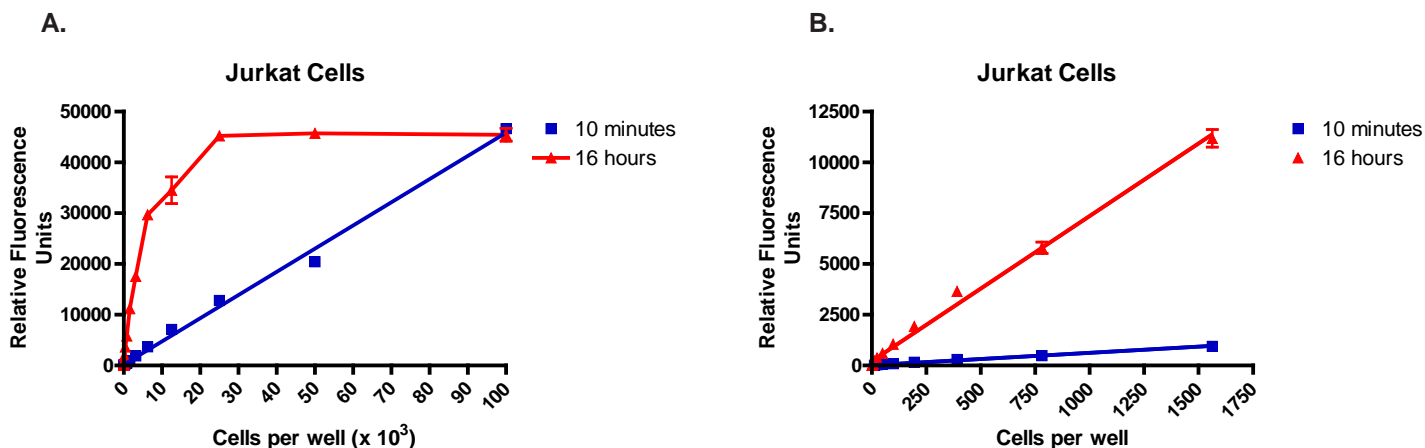 A.
Jurkat Cells
Relative Fluorescence
Units
50000
40000
30000
20000
10000
0
0
10
20
30
40
50
60
70
80
90
100
Cells per well (x 10³)
10 minutes
16 hours
B.
Jurkat Cells
Relative Fluorescence
Units
12500
10000
7500
5000
2500
0
0
250
500
750
1000
1250
1500
1750
Cells per well
10 minutes
16 hours